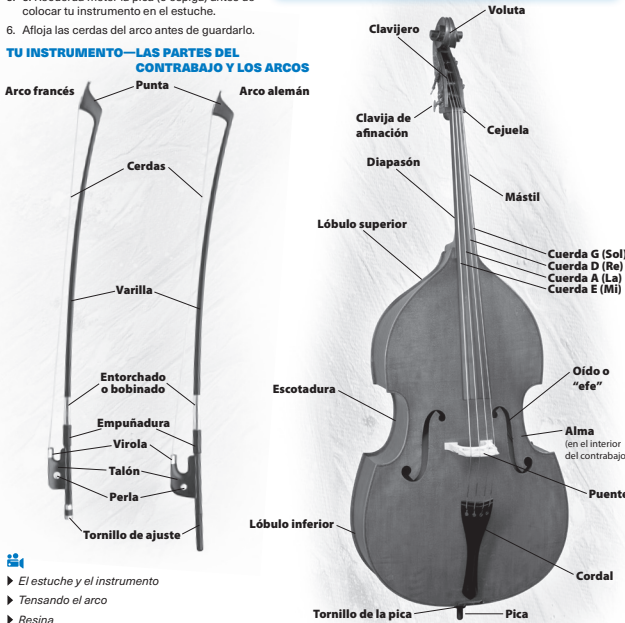 colocar tu instrumento en el estuche.
6. Afloja las cerdas del arco antes de guardarlo.
TU INSTRUMENTO—LAS PARTES DEL
CONTRABAJO Y LOS ARCOS
Arco francés
Punta
Arco alemán
Cerdas
Varilla
Entorchado
o bobinado
Empuñadura
Virola
Talón
Perla
Tornillo de ajuste
El estuche y el instrumento
Tensando el arco
Resina
Voluta
Clavijero
Clavija de
afinación
Cejuela
Diapasón
Mástil
Lóbulo superior
Cuerda G (Sol)
Cuerda D (Re)
Cuerda A (La)
Cuerda E (Mi)
Escotadura
Oído o
“efe”
Alma
(en el interior
del contrabajo
Puente
Lóbulo inferior
Cordal
Tornillo de la pica
Pica